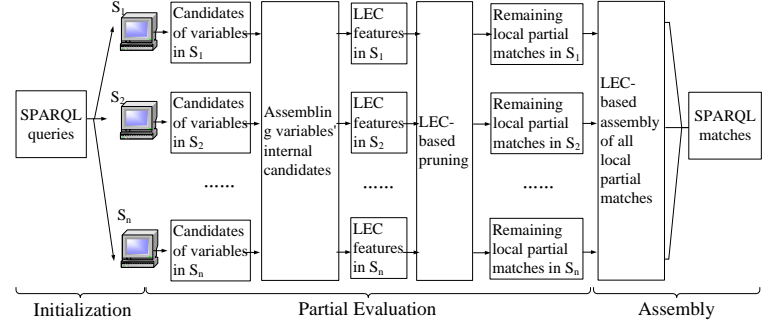 S1
Candidates
of variables
in S1
LEC
features
in S1
Remaining
local partial
matches in S1
SPARQL
queries
S2
Candidates
of variables
in S2
Assemblin
g variables'
internal
candidates
LEC
features
in S2
LEC-
based
pruning
Remaining
local partial
matches in S2
LEC-
based
assembly
of all
local
partial
matches
SPARQL
matches
......
......
......
Sn
Candidates
of variables
in Sn
LEC
features
in Sn
Remaining
local partial
matches in Sn
Initialization
Partial Evaluation
Assembly